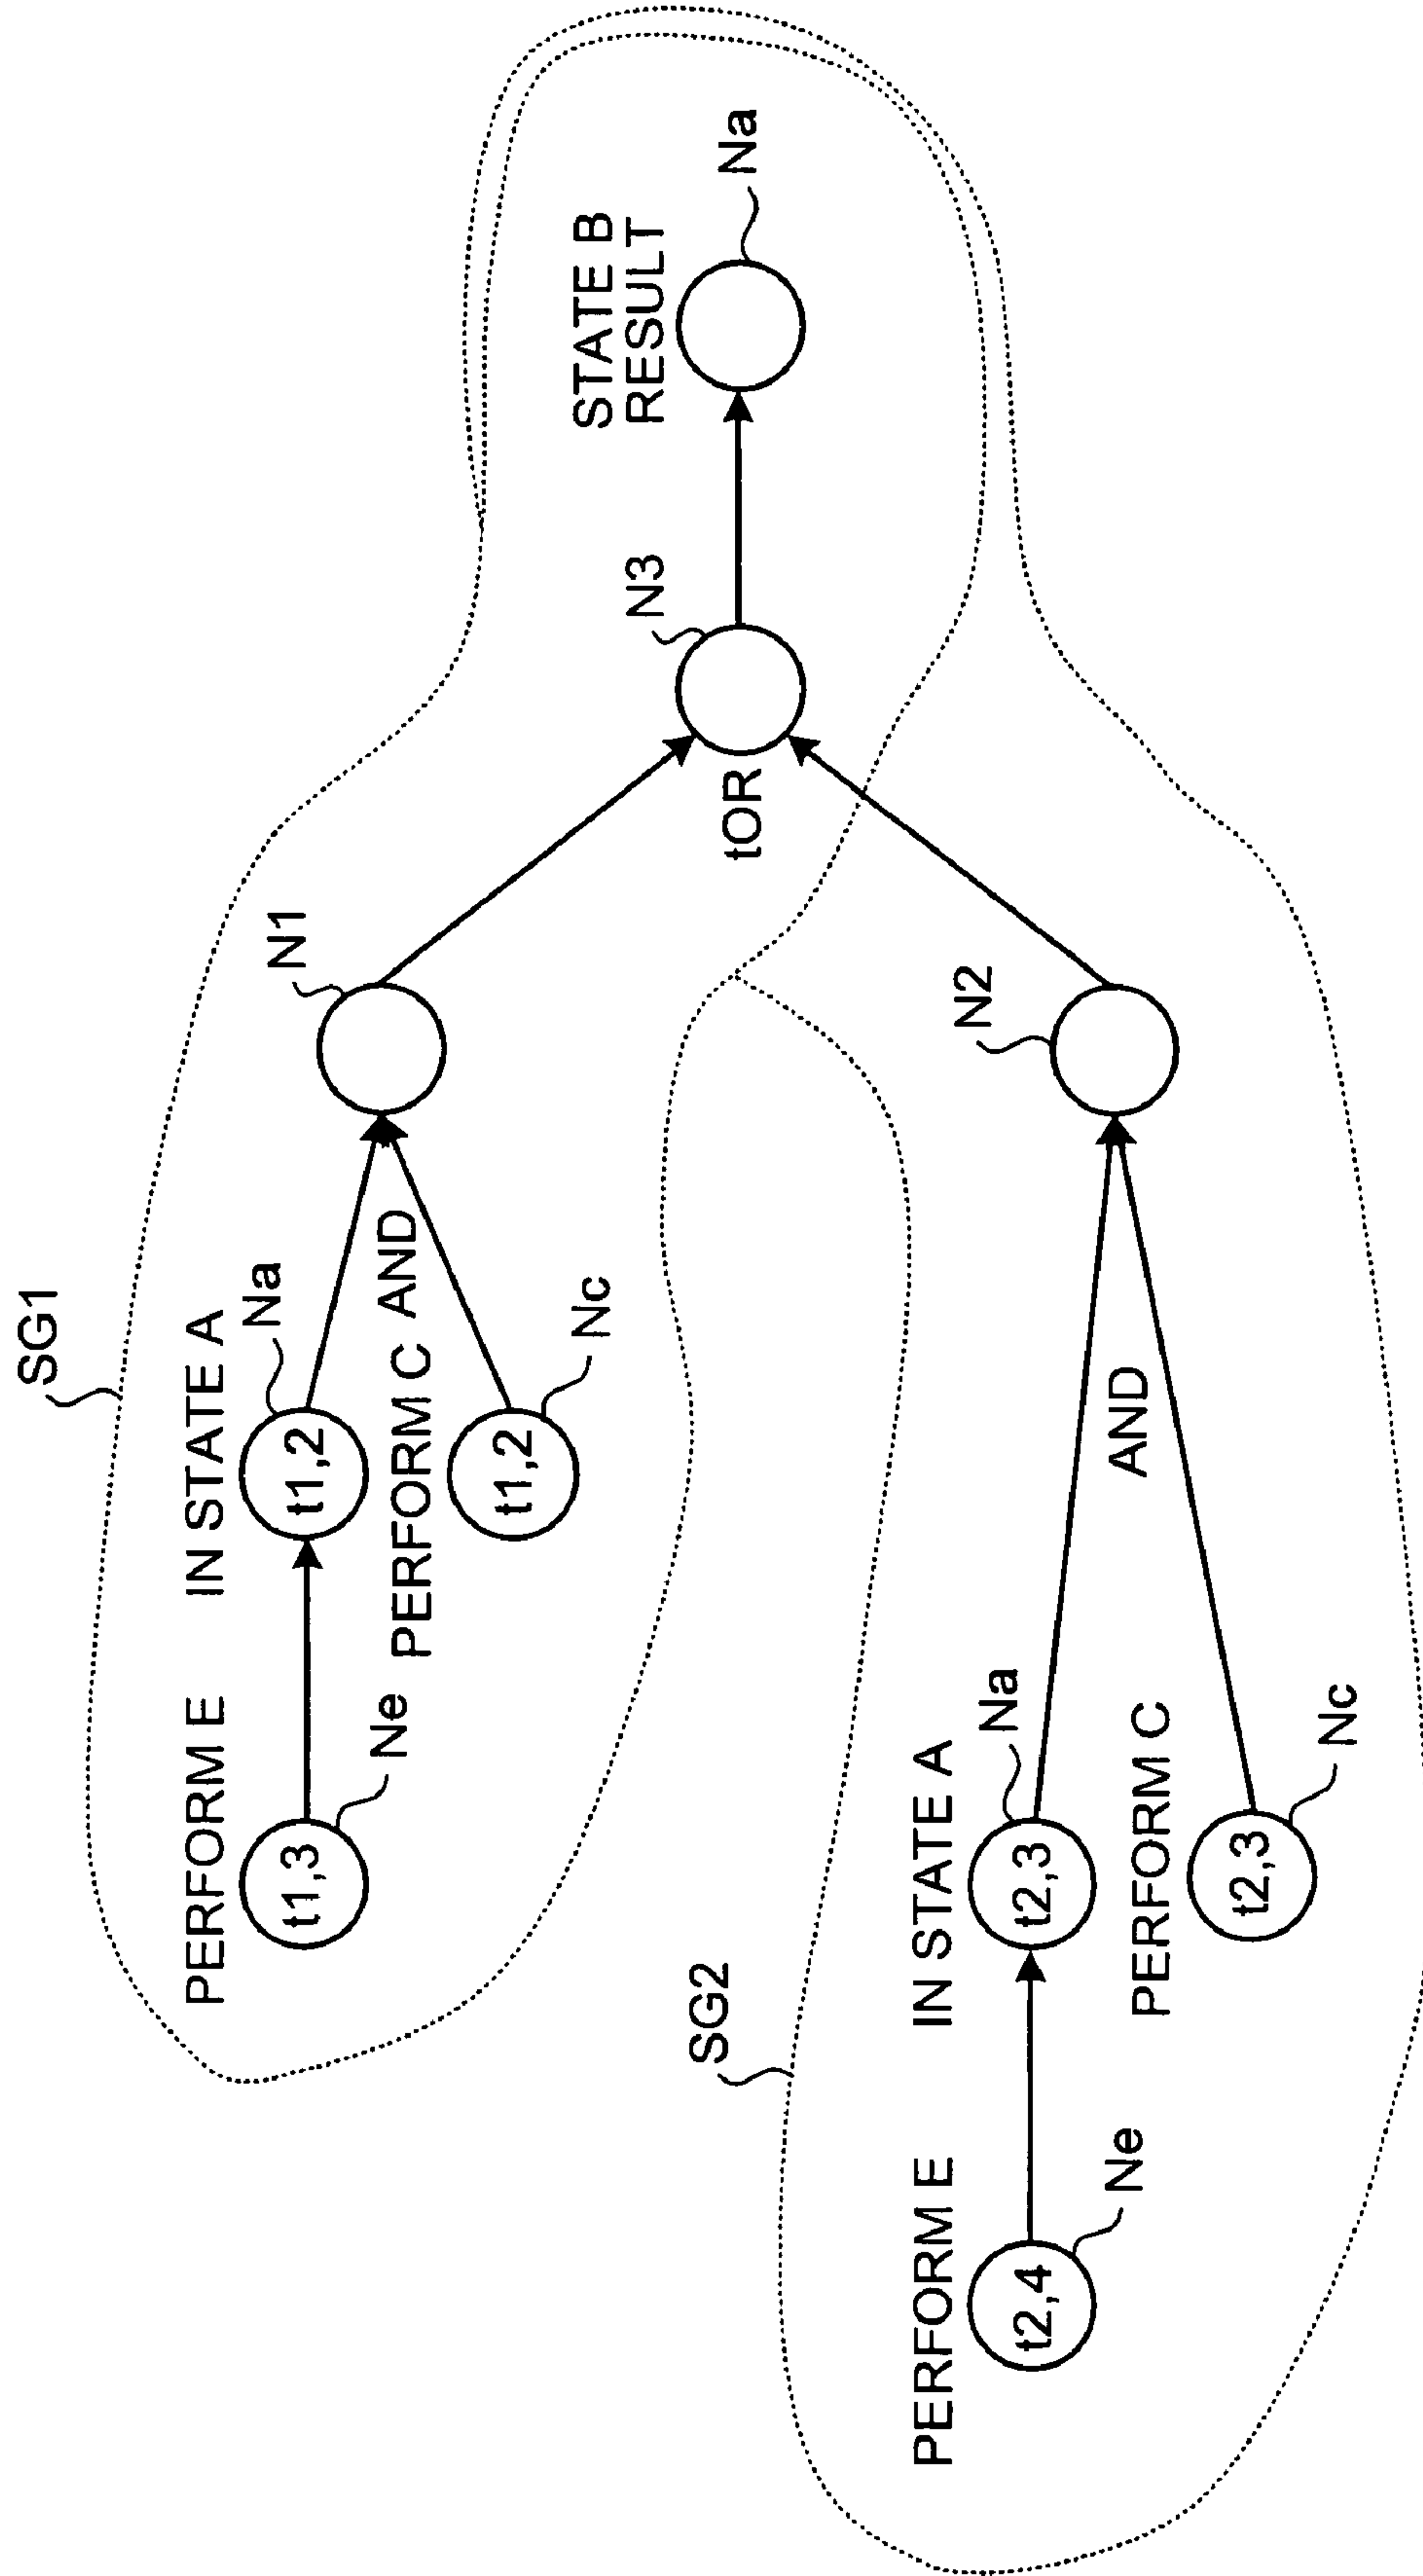 SG1
PERFORM E
IN STATE A
t1,3
Ne
t1,2
Na
PERFORM C
AND
t1,2
Nc
N1
N3
tOR
STATE B
RESULT
Na
SG2
PERFORM E
IN STATE A
t2,4
Ne
t2,3
Na
PERFORM C
AND
t2,3
Nc
N2